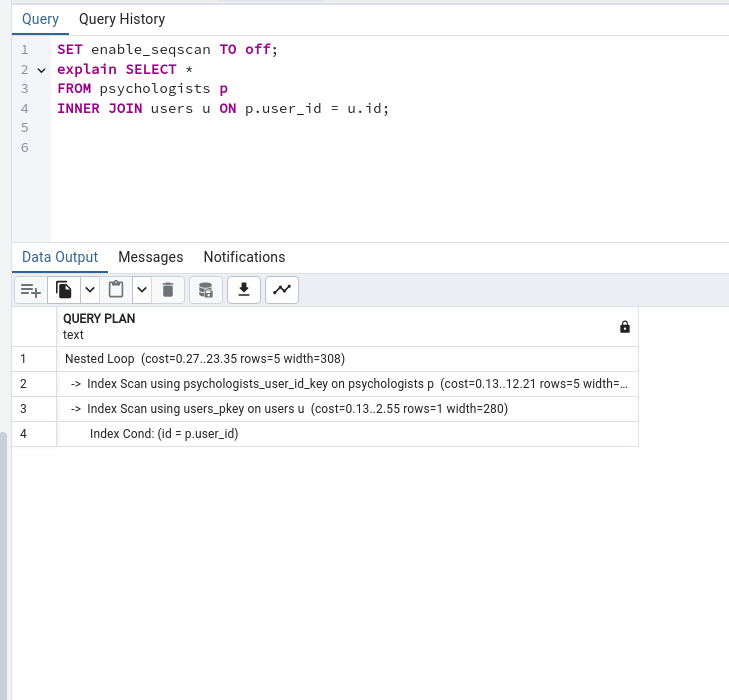 Query Query History
1 SET enable_seqscan TO off;
2 explain SELECT *
3 FROM psychologists p
4 INNER JOIN users u ON p.user_id = u.id;
5
6
Data Output Messages Notifications
QUERY PLAN
text
1 Nested Loop (cost=0.27..23.35 rows=5 width=308)
2 -> Index Scan using psychologists_user_id_key on psychologists p (cost=0.13..12.21 rows=5 width=...
3 -> Index Scan using users_pkey on users u (cost=0.13..2.55 rows=1 width=280)
4 Index Cond: (id = p.user_id)